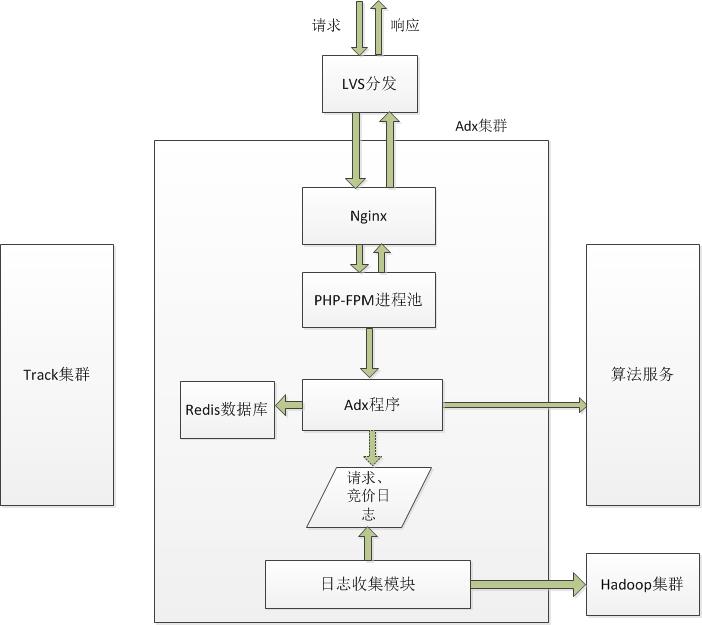 请求
响应
LVS分发
Adx集群
Nginx
PHP-FPM进程池
Track集群
算法服务
Redis数据库
Adx程序
请求、
竞价日
志
日志收集模块
Hadoop集群